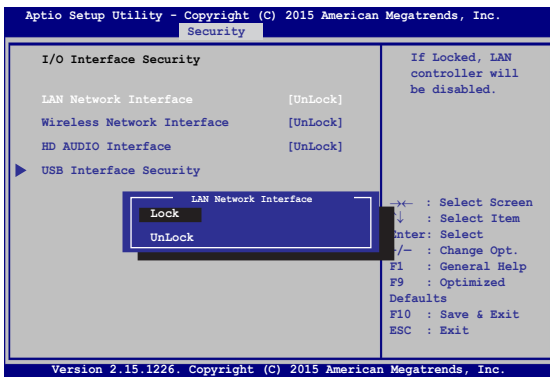 Aptio Setup Utility - Copyright (C) 2015 American Megatrends, Inc.
Security
I/O Interface Security
LAN Network Interface [UnLock]
Wireless Network Interface [UnLock]
HD AUDIO Interface [UnLock]
USB Interface Security
If Locked, LAN
controller will
be disabled.
LAN Network Interface
Lock
UnLock
→← : Select Screen
↑↓ : Select Item
Enter: Select
+/— : Change Opt.
F1 : General Help
F9 : Optimized
Defaults
F10 : Save & Exit
ESC : Exit
Version 2.15.1226. Copyright (C) 2015 American Megatrends, Inc.